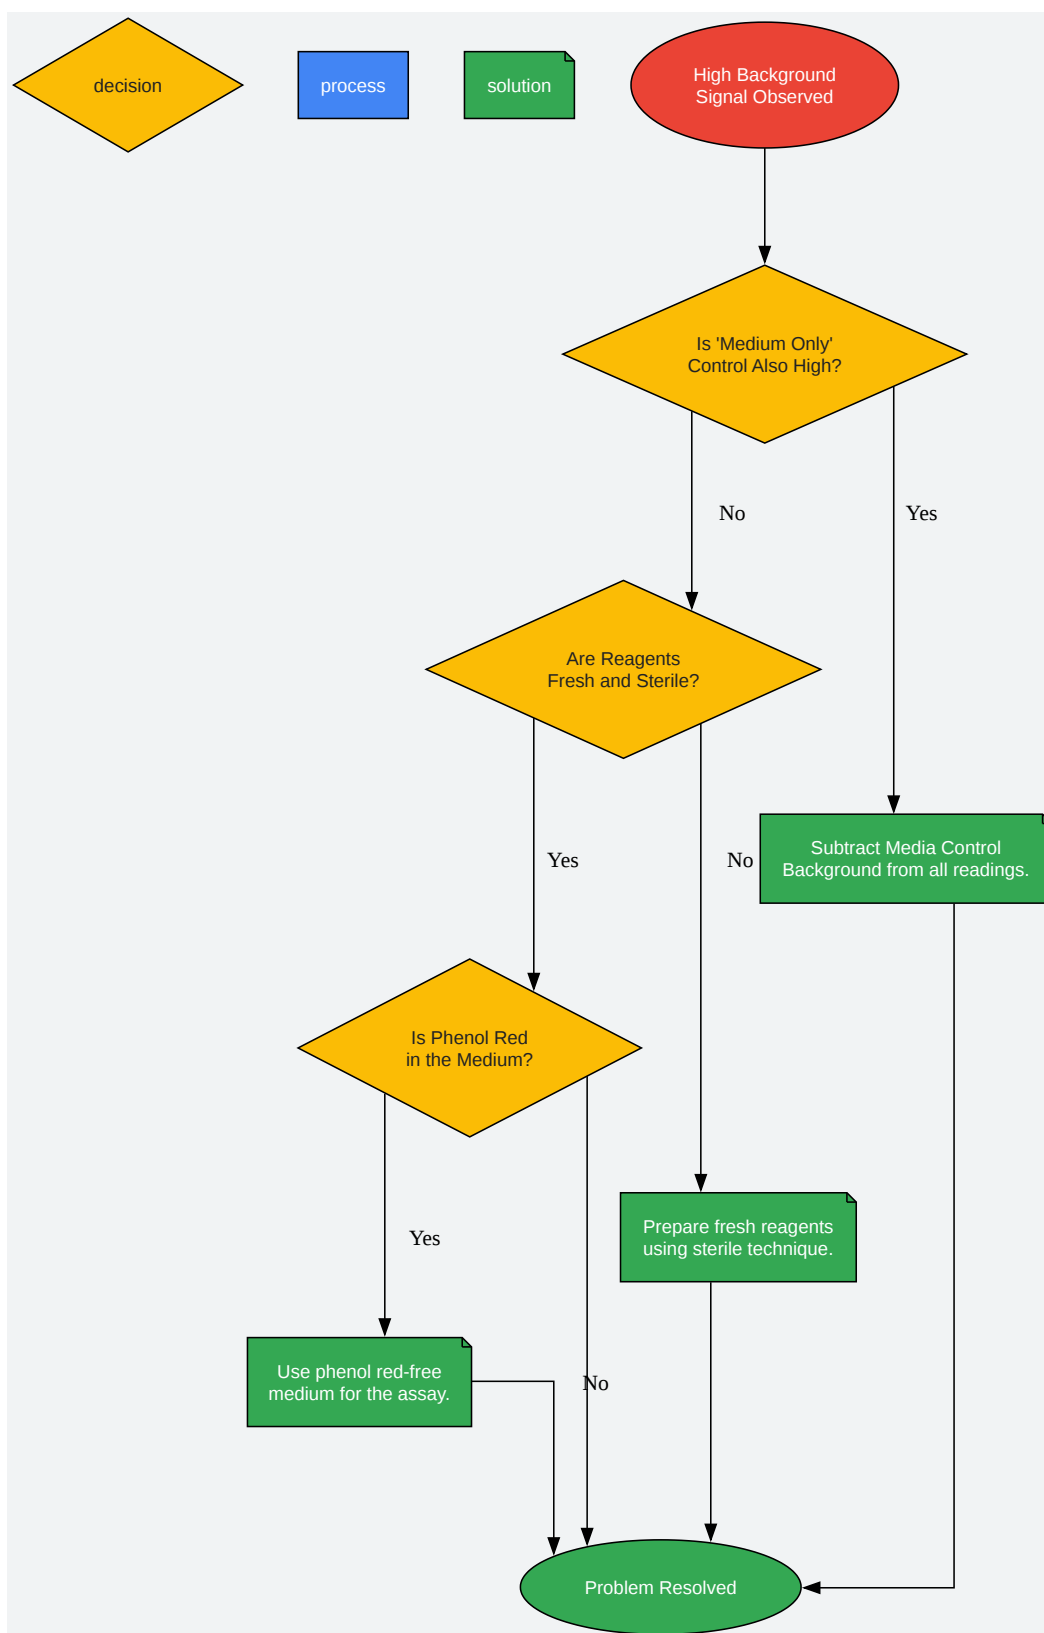 decision
process
solution
High Background
Signal Observed
Is 'Medium Only'
Control Also High?
No
Yes
Are Reagents
Fresh and Sterile?
Yes
No
Subtract Media Control
Background from all readings.
Is Phenol Red
in the Medium?
Yes
Prepare fresh reagents
using sterile technique.
Use phenol red-free
medium for the assay.
No
Problem Resolved